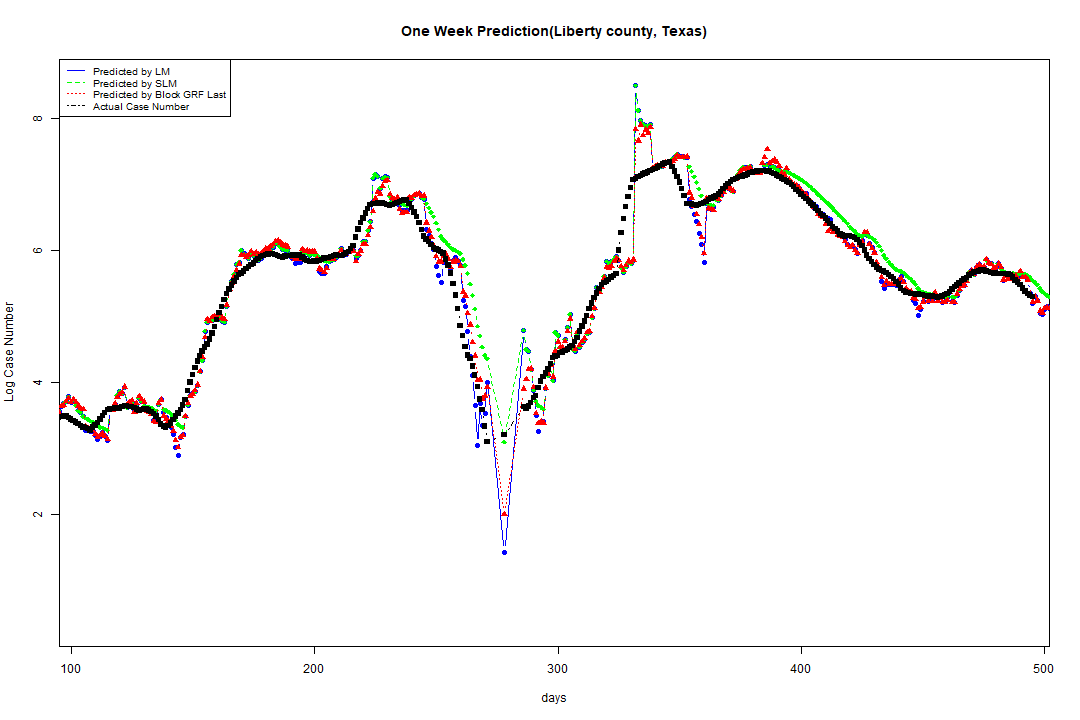 One Week Prediction(Liberty county, Texas)
Predicted by LM
Predicted by SLM
Predicted by Block GRF Last
Actual Case Number
8
6
4
2
Log Case Number
100 200 300 400 500
days